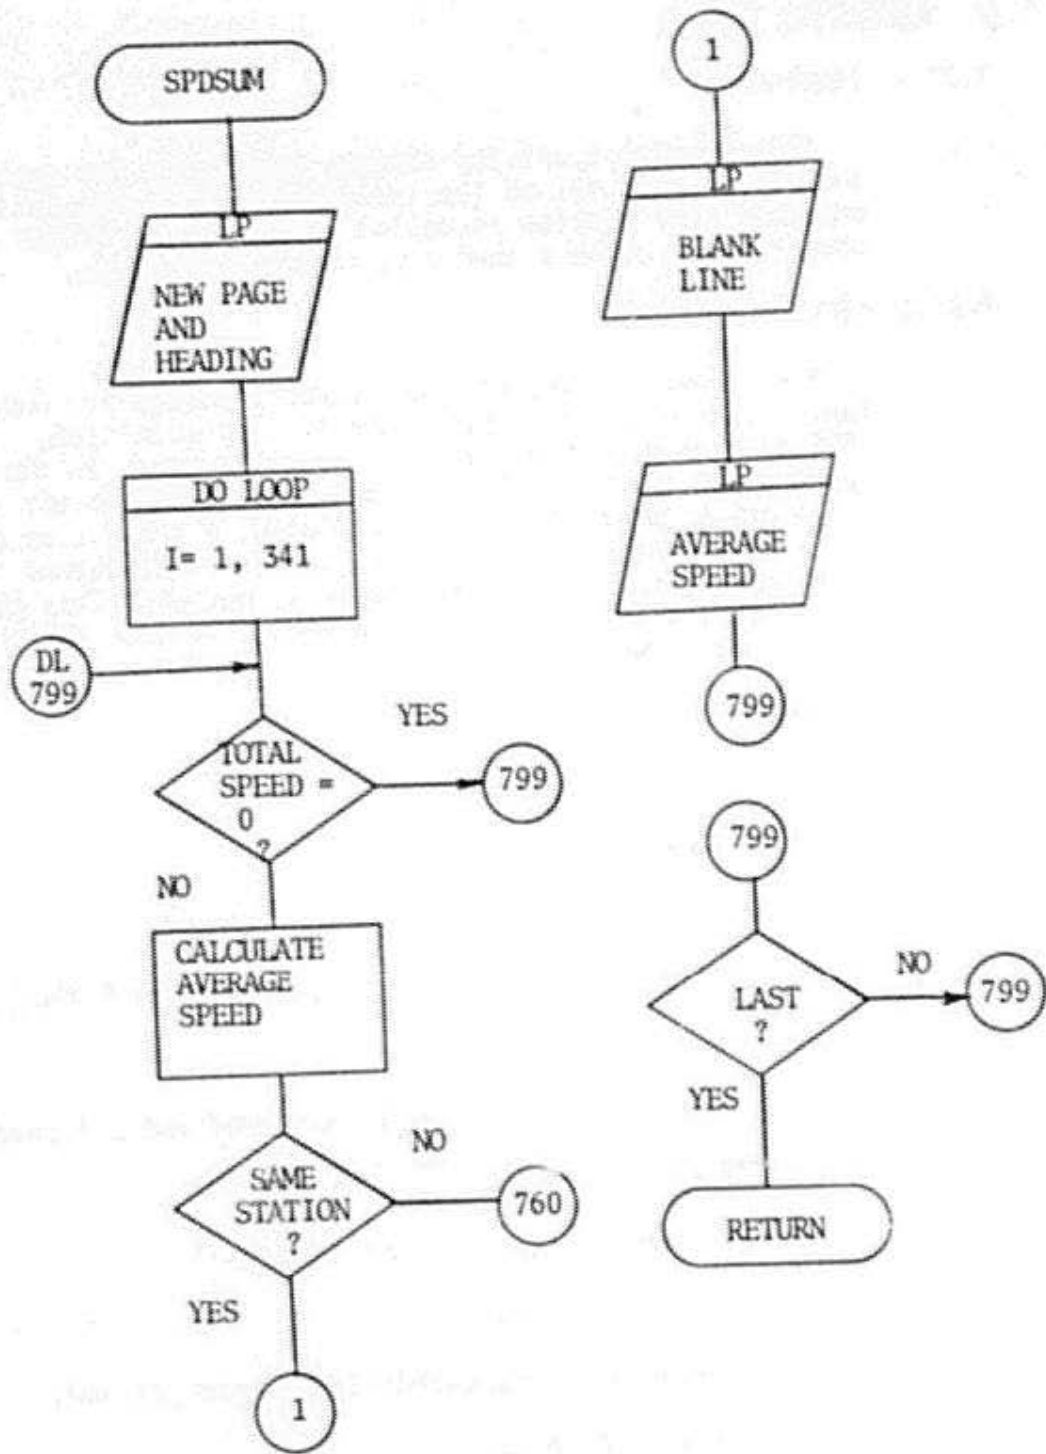 SPDSUM
LP
NEW PAGE
AND
HEADING
DO LOOP
I= 1, 341
DL
799
TOTAL
SPEED =
0
?
YES
799
NO
CALCULATE
AVERAGE
SPEED
SAME
STATION
?
NO
760
YES
1
1
LP
BLANK
LINE
LP
AVERAGE
SPEED
799
799
LAST
?
NO
799
YES
RETURN